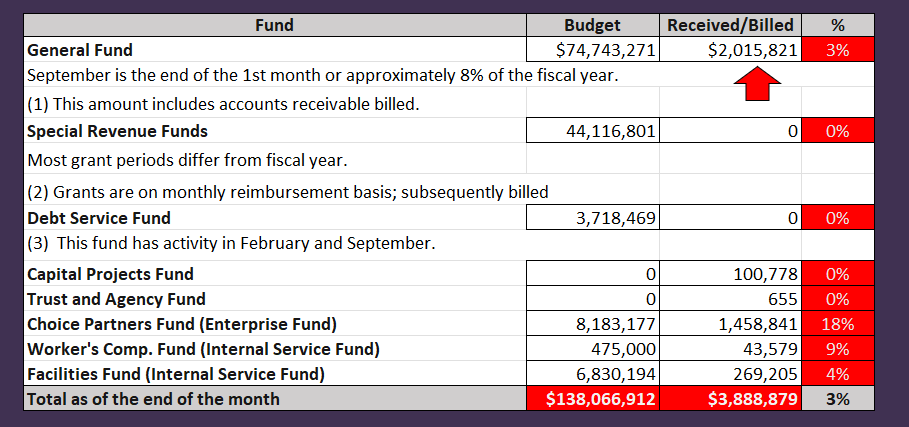 Fund Budget Received/Billed %
General Fund $74,743,271 $2,015,821 3%
September is the end of the 1st month or approximately 8% of the fiscal year.
(1) This amount includes accounts receivable billed.
Special Revenue Funds 44,116,801 0 0%
Most grant periods differ from fiscal year.
(2) Grants are on monthly reimbursement basis; subsequently billed
Debt Service Fund 3,718,469 0 0%
(3) This fund has activity in February and September.
Capital Projects Fund 0 100,778 0%
Trust and Agency Fund 0 655 0%
Choice Partners Fund (Enterprise Fund) 8,183,177 1,458,841 18%
Worker's Comp. Fund (Internal Service Fund) 475,000 43,579 9%
Facilities Fund (Internal Service Fund) 6,830,194 269,205 4%
Total as of the end of the month $138,066,912 $3,888,879 3%